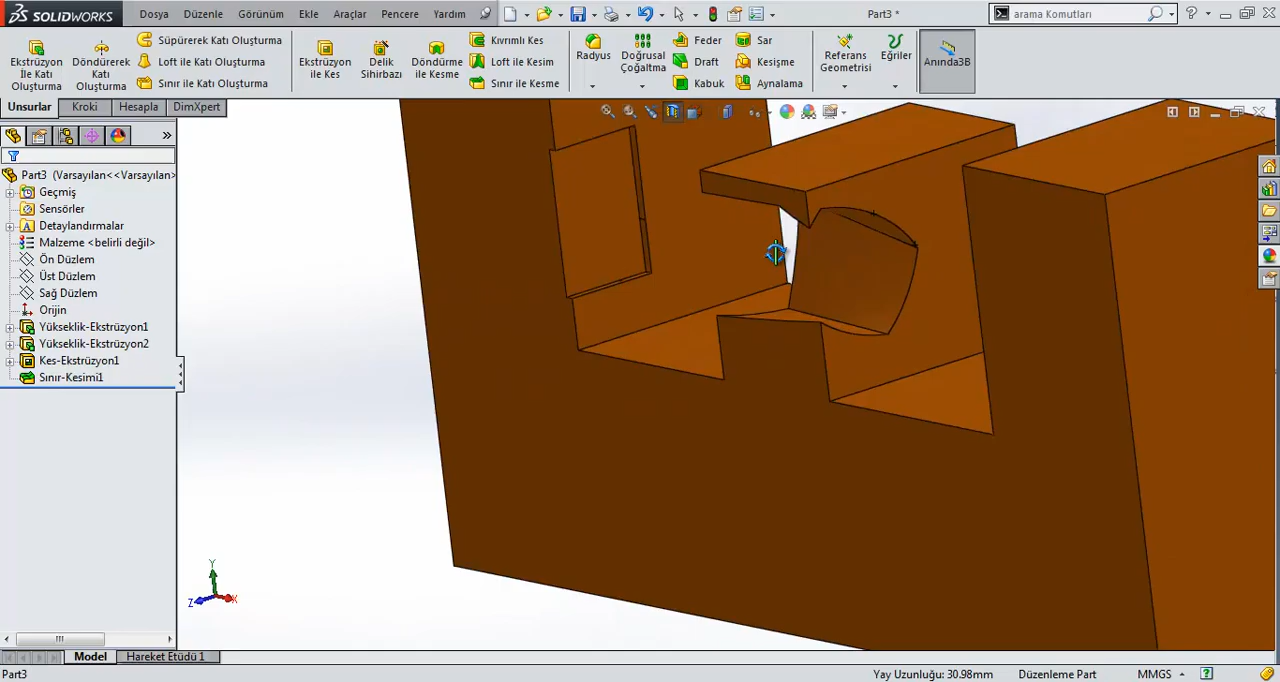 SOLIDWORKS
Dosya Düzenle Görünüm Ekle Araçlar Pencere Yardım
Part3 *
arama Komutları
Ekstrüzyon İle Katı Oluşturma
Döndürerek Katı Oluşturma
Süpürerek Katı Oluşturma
Loft ile Katı Oluşturma
Sınır ile Katı Oluşturma
Ekstrüzyon ile Kes
Delik Sihirbazı
Döndürme ile Kesme
Kıvrımlı Kes
Loft ile Kesim
Sınır ile Kesme
Radyus
Doğrusal Çoğaltma
Feder
Draft
Kabuk
Sar
Kesişme
Aynalama
Referans Geometrisi
Eğriler
Anında3B
Unsurlar Kroki Hesapla DimXpert
Part3 (Varsayılan<<Varsayılan>
Geçmiş
Sensörler
Detaylandırmalar
Malzeme <belirli değil>
Ön Düzlem
Üst Düzlem
Sağ Düzlem
Orijin
Yükseklik-Ekstrüzyon1
Yükseklik-Ekstrüzyon2
Kes-Ekstrüzyon1
Sınır-Kesimi1
Y
Z
X
Model Hareket Etüdü 1
Part3
Yay Uzunluğu: 30.98mm Düzenleme Part MMGS